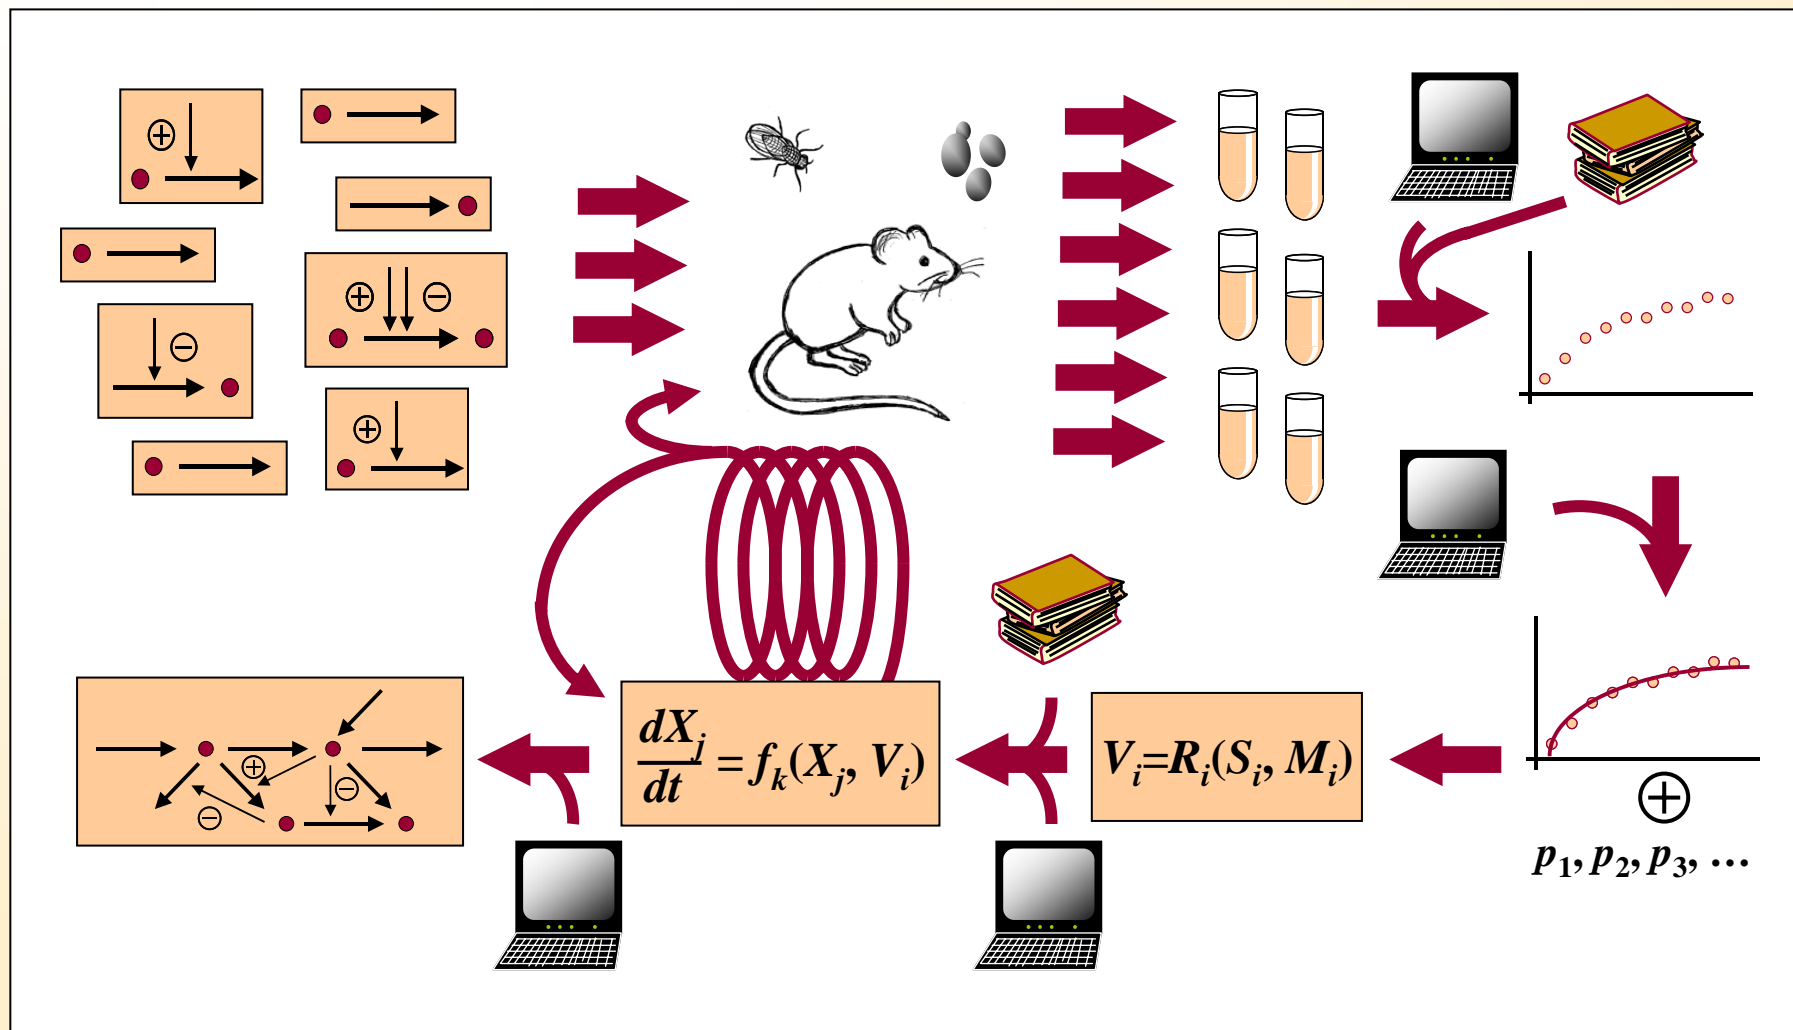 ⊕
⊕ ⊖
⊖
⊕
dX_j/dt = f_k(X_j, V_i)
V_i=R_i(S_i, M_i)
⊕
⊖
⊖
⊕
p_1, p_2, p_3, …